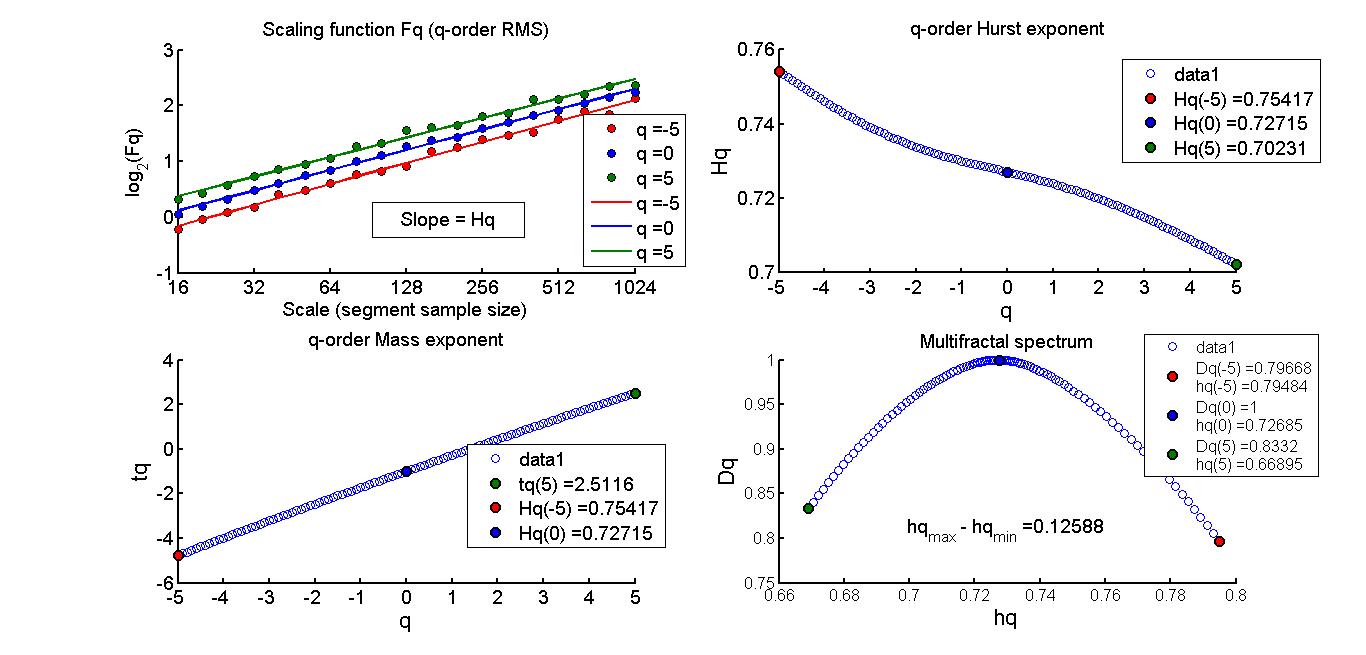 Scaling function Fq (q-order RMS)
3
2
1
0
-1
log2(Fq)
q =-5
q =0
q =5
q =-5
q =0
q =5
Slope = Hq
16 32 64 128 256 512 1024
Scale (segment sample size)
q-order Hurst exponent
0.76
0.74
0.72
0.7
Hq
data1
Hq(-5) =0.75417
Hq(0) =0.72715
Hq(5) =0.70231
-5 -4 -3 -2 -1 0 1 2 3 4 5
q
q-order Mass exponent
4
2
0
-2
-4
-6
tq
data1
tq(5) =2.5116
Hq(-5) =0.75417
Hq(0) =0.72715
-5 -4 -3 -2 -1 0 1 2 3 4 5
q
Multifractal spectrum
1
0.95
0.9
0.85
0.8
0.75
Dq
data1
Dq(-5) =0.79668
hq(-5) =0.79484
Dq(0) =1
hq(0) =0.72685
Dq(5) =0.8332
hq(5) =0.66895
hqmax - hqmin =0.12588
0.66 0.68 0.7 0.72 0.74 0.76 0.78 0.8
hq